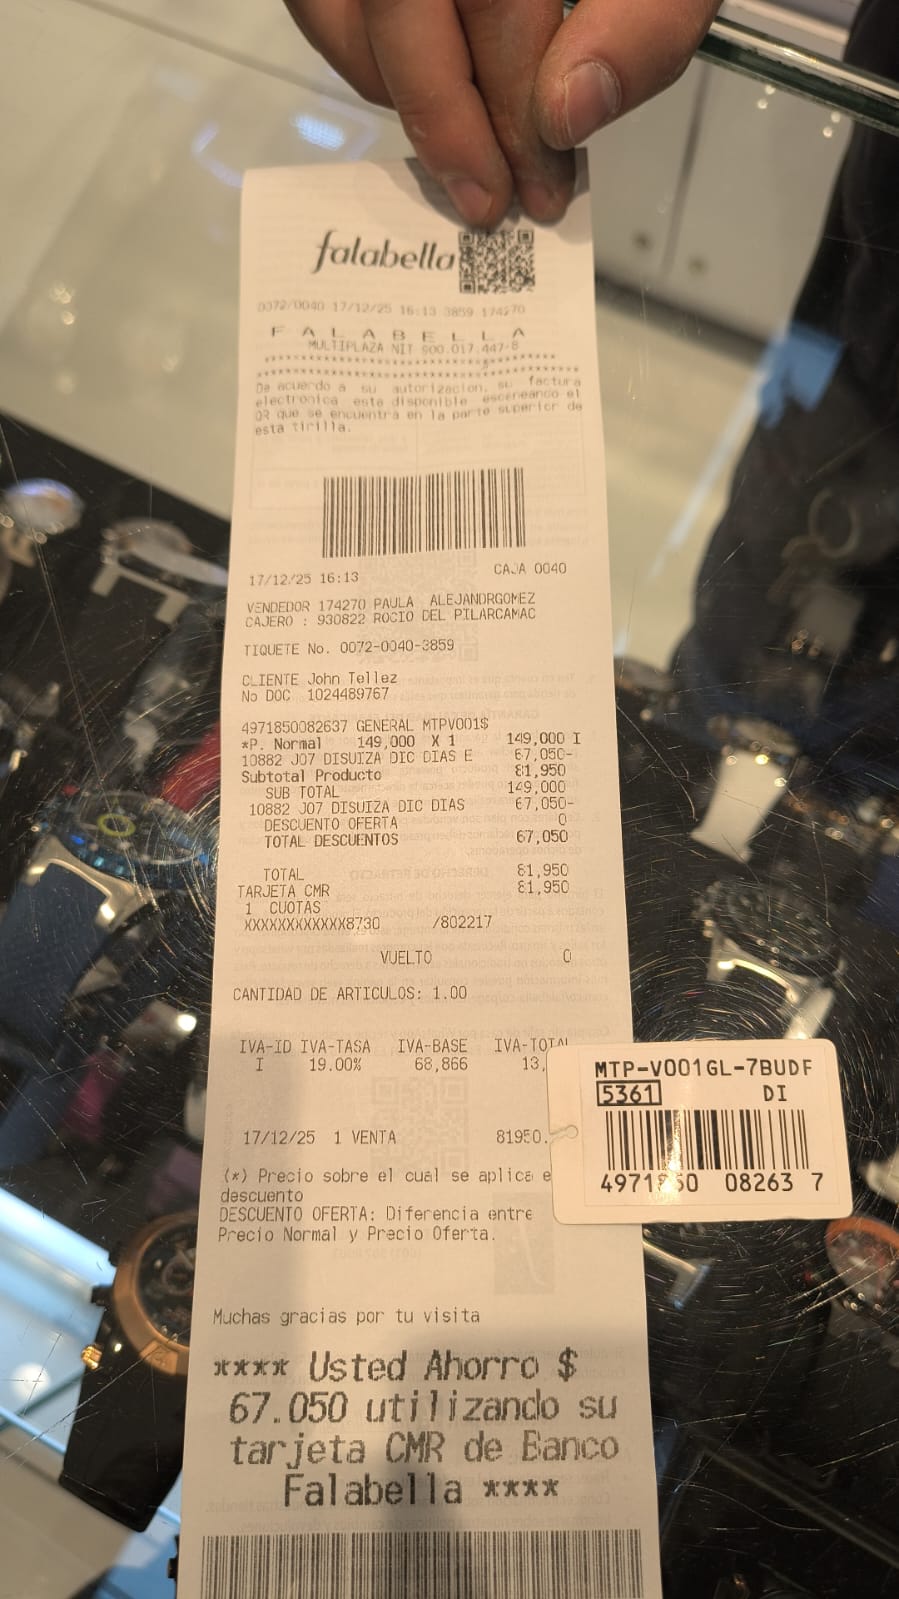 falabella
0372/0040 17/12/25 16:13 3859 174270
F A L A B E L L A
MULTIPLAZA NIT 900.017.447-8
De acuerdo a su autorizacion, su factura
electronica esta disponible esceneando el
QR que se encuentra en la parte superior de
esta tirilla.
17/12/25 16:13 CAJA 0040
VENDEDOR 174270 PAULA ALEJANDRGOMEZ
CAJERO : 930822 ROCIO DEL PILARCAMAC
TIQUETE No. 0072-0040-3859
CLIENTE John Tellez
No DOC 1024489767
4971850082637 GENERAL MTPV001$
*P. Normal 149,000 X 1 149,000 I
10882 J07 DISUIZA DIC DIAS E 67,050-
Subtotal Producto 81,950
SUB TOTAL 149,000
10882 J07 DISUIZA DIC DIAS 67,050-
DESCUENTO OFERTA 0
TOTAL DESCUENTOS 67,050
TOTAL 81,950
TARJETA CMR 81,950
1 CUOTAS
XXXXXXXXXXXX8730 /802217
VUELTO 0
CANTIDAD DE ARTICULOS: 1.00
IVA-ID IVA-TASA IVA-BASE IVA-TOTAL
I 19.00% 68,866 13,
17/12/25 1 VENTA 81950.
(*) Precio sobre el cual se aplica e
descuento
DESCUENTO OFERTA: Diferencia entre
Precio Normal y Precio Oferta.
Muchas gracias por tu visita
**** Usted Ahorro $
67.050 utilizando su
tarjeta CMR de Banco
Falabella ****
MTP-V001GL-7BUDF
5361 DI
4971850 08263 7